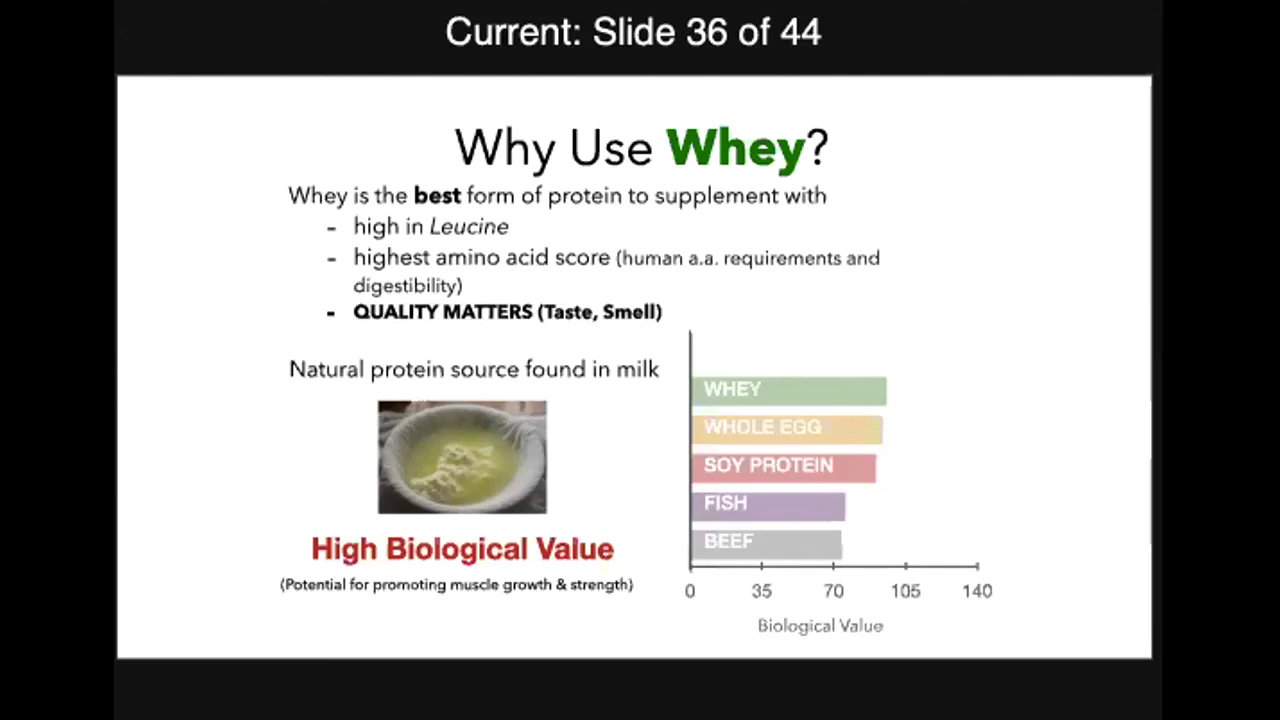 Current: Slide 36 of 44
Why Use Whey?
Whey is the best form of protein to supplement with
- high in Leucine
- highest amino acid score (human a.a. requirements and
digestibility)
- QUALITY MATTERS (Taste, Smell)
Natural protein source found in milk
High Biological Value
(Potential for promoting muscle growth & strength)
WHEY
WHOLE EGG
SOY PROTEIN
FISH
BEEF
0 35 70 105 140
Biological Value